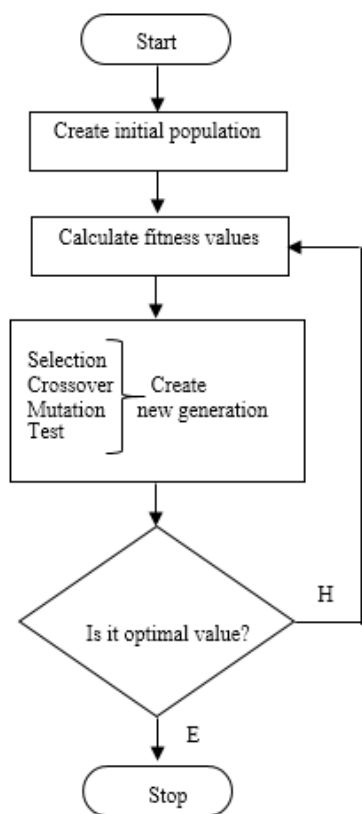 Start
Create initial population
Calculate fitness values
Selection
Crossover
Mutation
Test
Create
new generation
Is it optimal value?
H
E
Stop